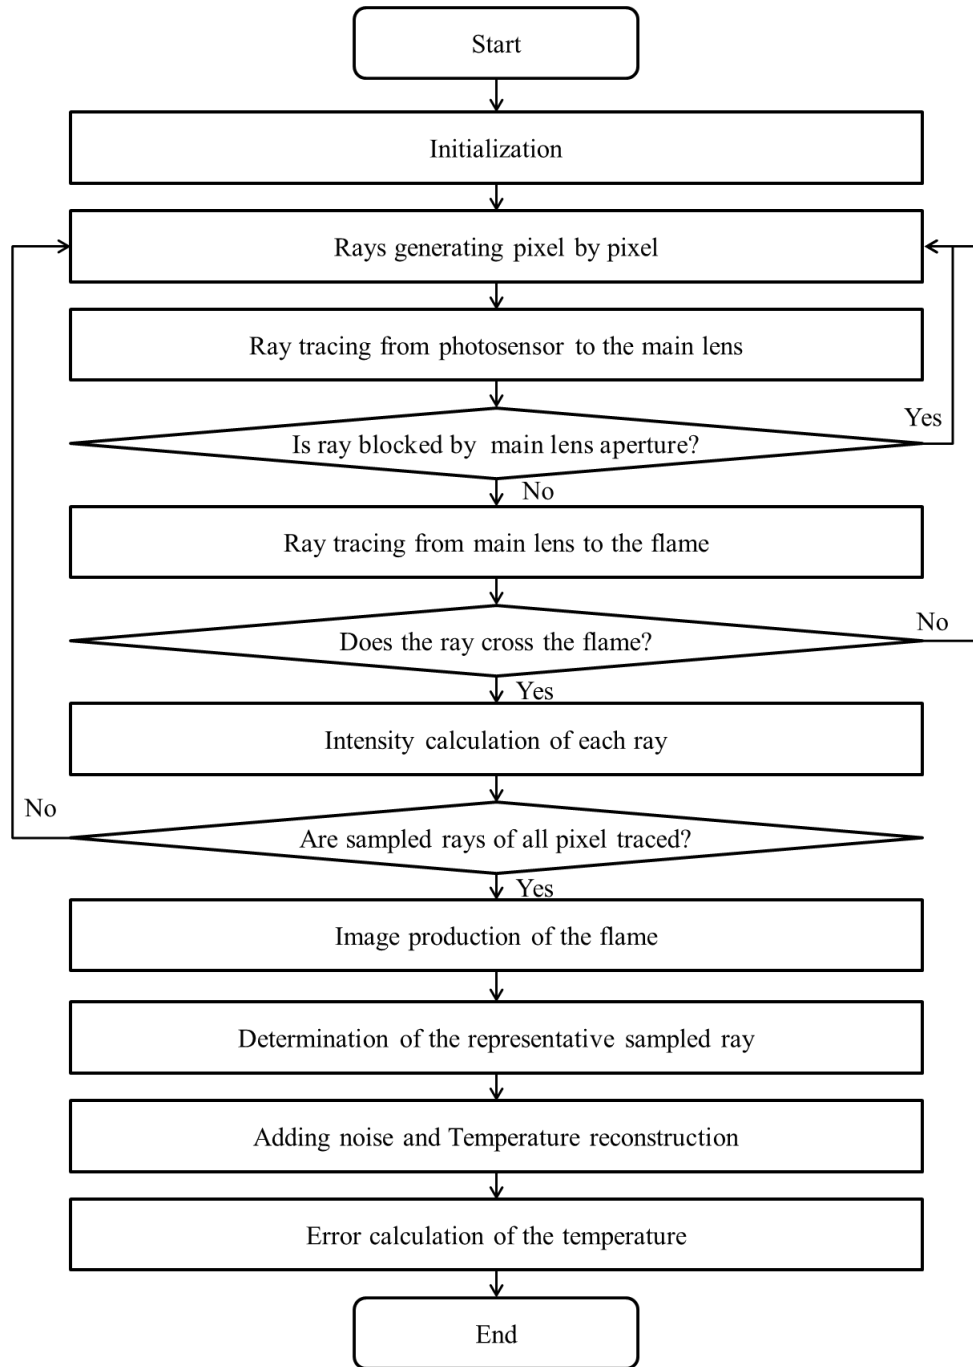 Start
Initialization
Rays generating pixel by pixel
Ray tracing from photosensor to the main lens
Yes
Is ray blocked by main lens aperture?
No
Ray tracing from main lens to the flame
No
Does the ray cross the flame?
Yes
Intensity calculation of each ray
No
Are sampled rays of all pixel traced?
Yes
Image production of the flame
Determination of the representative sampled ray
Adding noise and Temperature reconstruction
Error calculation of the temperature
End